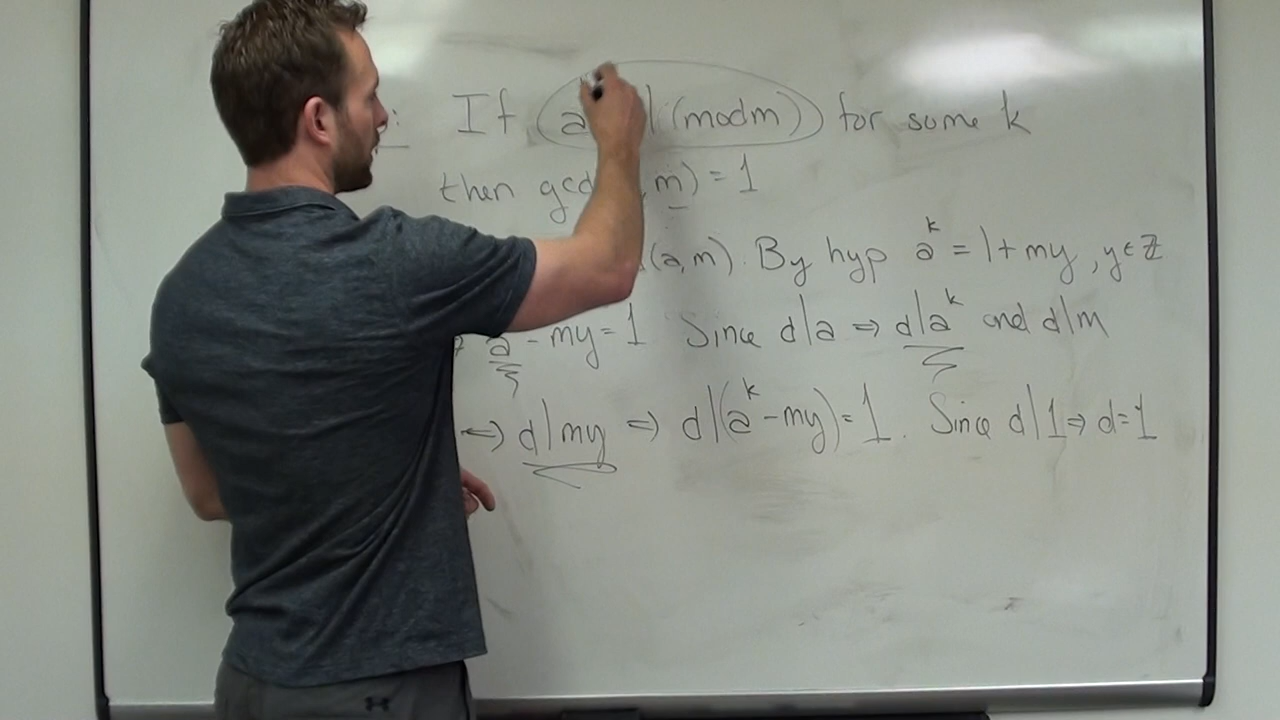 : If a 1 (mod m) for some k
then gcd , m) = 1
(a,m). By hyp a^k = 1 + my, y∈ℤ
a - my = 1 Since d|a ⇒ d|a^k and d|m
⇔ d|my ⇒ d|(a^k - my) = 1. Since d|1 ⇒ d=1